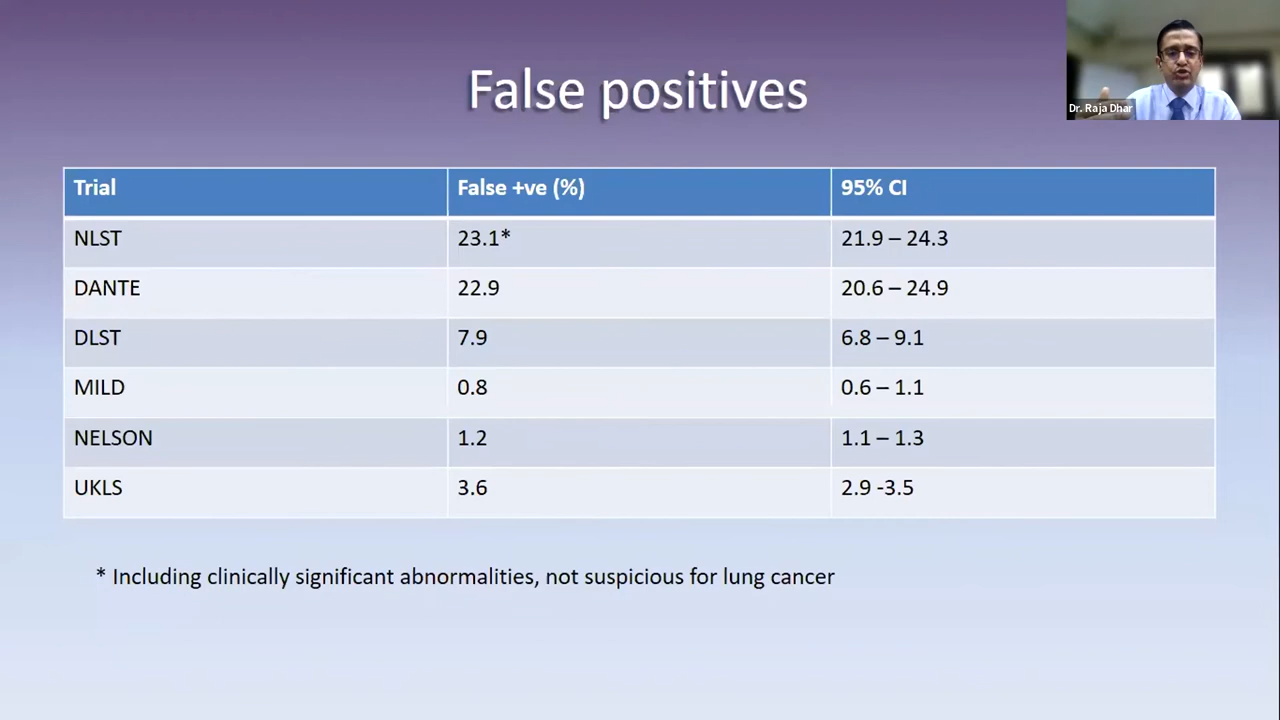 False positives
Dr. Raja Dhar
Trial False +ve (%) 95% CI
NLST 23.1* 21.9 – 24.3
DANTE 22.9 20.6 – 24.9
DLST 7.9 6.8 – 9.1
MILD 0.8 0.6 – 1.1
NELSON 1.2 1.1 – 1.3
UKLS 3.6 2.9 -3.5
* Including clinically significant abnormalities, not suspicious for lung cancer